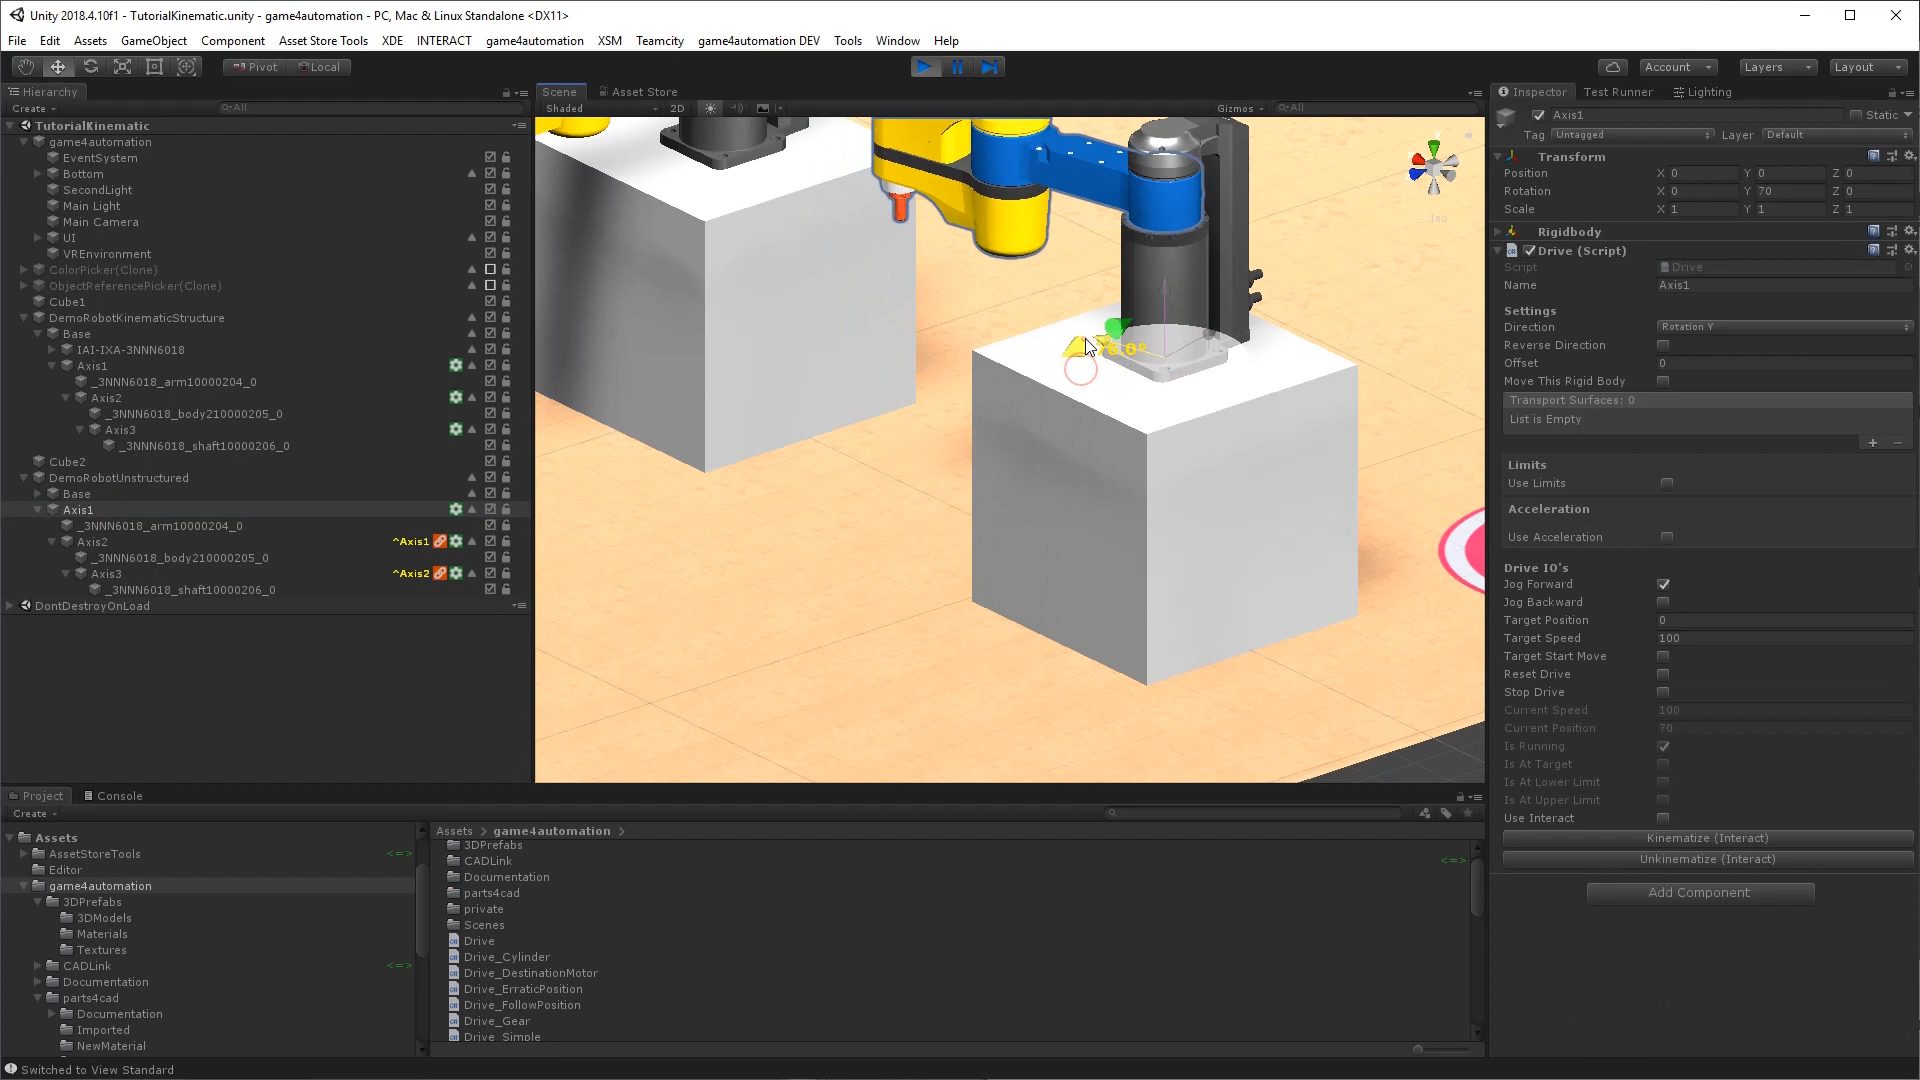 Unity 2018.4.10f1 - TutorialKinematic.unity - game4automation - PC, Mac & Linux Standalone <DX11>
File Edit Assets GameObject Component Asset Store Tools XDE INTERACT game4automation XSM Teamcity game4automation DEV Tools Window Help
Pivot Local Account Layers Layout
Hierarchy
Create All
TutorialKinematic
game4automation
EventSystem
Bottom
SecondLight
Main Light
Main Camera
UI
VREnvironment
ColorPicker(Clone)
ObjectReferencePicker(Clone)
Cube1
DemoRobotKinematicStructure
Base
IAI-IXA-3NNN6018
Axis1
_3NNN6018_arm10000204_0
Axis2
_3NNN6018_body210000205_0
Axis3
_3NNN6018_shaft10000206_0
Cube2
DemoRobotUnstructured
Base
Axis1
_3NNN6018_arm10000204_0
Axis2 ^Axis1
_3NNN6018_body210000205_0
Axis3 ^Axis2
_3NNN6018_shaft10000206_0
DontDestroyOnLoad
Scene Asset Store
Shaded 2D Gizmos All
Iso
Inspector Test Runner Lighting
Axis1 Static
Tag Untagged Layer Default
Transform
Position X 0 Y 0 Z 0
Rotation X 0 Y 70 Z 0
Scale X 1 Y 1 Z 1
Rigidbody
Drive (Script)
Script Drive
Name Axis1
Settings
Direction Rotation Y
Reverse Direction
Offset 0
Move This Rigid Body
Transport Surfaces: 0
List is Empty
Limits
Use Limits
Acceleration
Use Acceleration
Drive IO's
Jog Forward
Jog Backward
Target Position 0
Target Speed 100
Target Start Move
Reset Drive
Stop Drive
Current Speed 100
Current Position 70
Is Running
Is At Target
Is At Lower Limit
Is At Upper Limit
Use Interact
Kinematize (Interact)
Unkinematize (Interact)
Add Component
Project Console
Create
Assets
AssetStoreTools <=>
Editor
game4automation
3DPrefabs
3DModels
Materials
Textures
CADLink <=>
Documentation
parts4cad
Documentation
Imported
NewMaterial
Assets > game4automation >
3DPrefabs
CADLink <=>
Documentation
parts4cad
private
Scenes
Drive
Drive_Cylinder
Drive_DestinationMotor
Drive_ErraticPosition
Drive_FollowPosition
Drive_Gear
Drive_Simple
Switched to View Standard